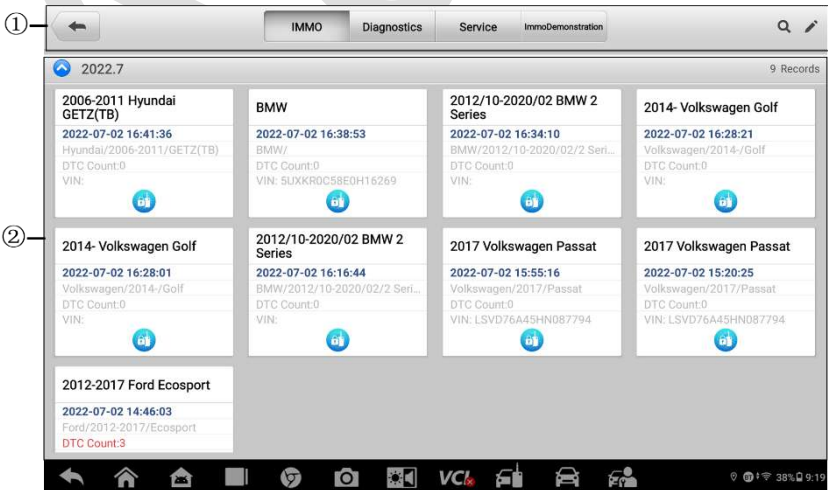 ①
IMMO Diagnostics Service ImmoDemonstration
2022.7 9 Records
②
2006-2011 Hyundai
GETZ(TB)
2022-07-02 16:41:36
Hyundai/2006-2011/GETZ(TB)
DTC Count:0
VIN:
BMW
2022-07-02 16:38:53
BMW/
DTC Count:0
VIN: 5UXKR0C58E0H16269
2012/10-2020/02 BMW 2
Series
2022-07-02 16:34:10
BMW/2012/10-2020/02/2 Seri...
DTC Count:0
VIN:
2014- Volkswagen Golf
2022-07-02 16:28:21
Volkswagen/2014-/Golf
DTC Count:0
VIN:
2014- Volkswagen Golf
2022-07-02 16:28:01
Volkswagen/2014-/Golf
DTC Count:0
VIN:
2012/10-2020/02 BMW 2
Series
2022-07-02 16:16:44
BMW/2012/10-2020/02/2 Seri...
DTC Count:0
VIN:
2017 Volkswagen Passat
2022-07-02 15:55:16
Volkswagen/2017/Passat
DTC Count:0
VIN: LSVD76A45HN087794
2017 Volkswagen Passat
2022-07-02 15:20:25
Volkswagen/2017/Passat
DTC Count:0
VIN: LSVD76A45HN087794
2012-2017 Ford Ecosport
2022-07-02 14:46:03
Ford/2012-2017/Ecosport
DTC Count:3
VCI 38% 9:19